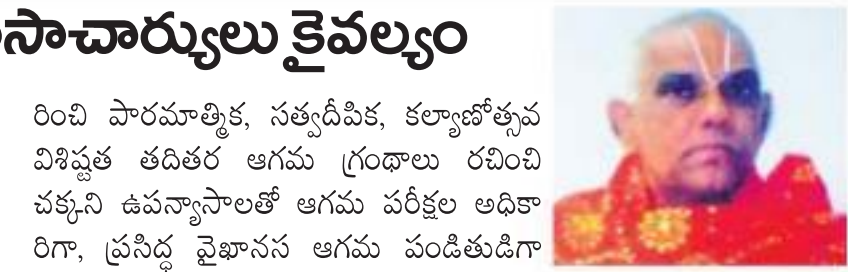 సాచార్యులు కైవల్యం
రించి పారమాత్మిక, సత్వదీపిక, కల్యాణోత్సవ
విశిష్టత తదితర ఆగమ గ్రంథాలు రచించి
చక్కని ఉపన్యాసాలతో ఆగమ పరీక్షల అధికా
రిగా, ప్రసిద్ధ వైఖానస ఆగమ పండితుడిగా